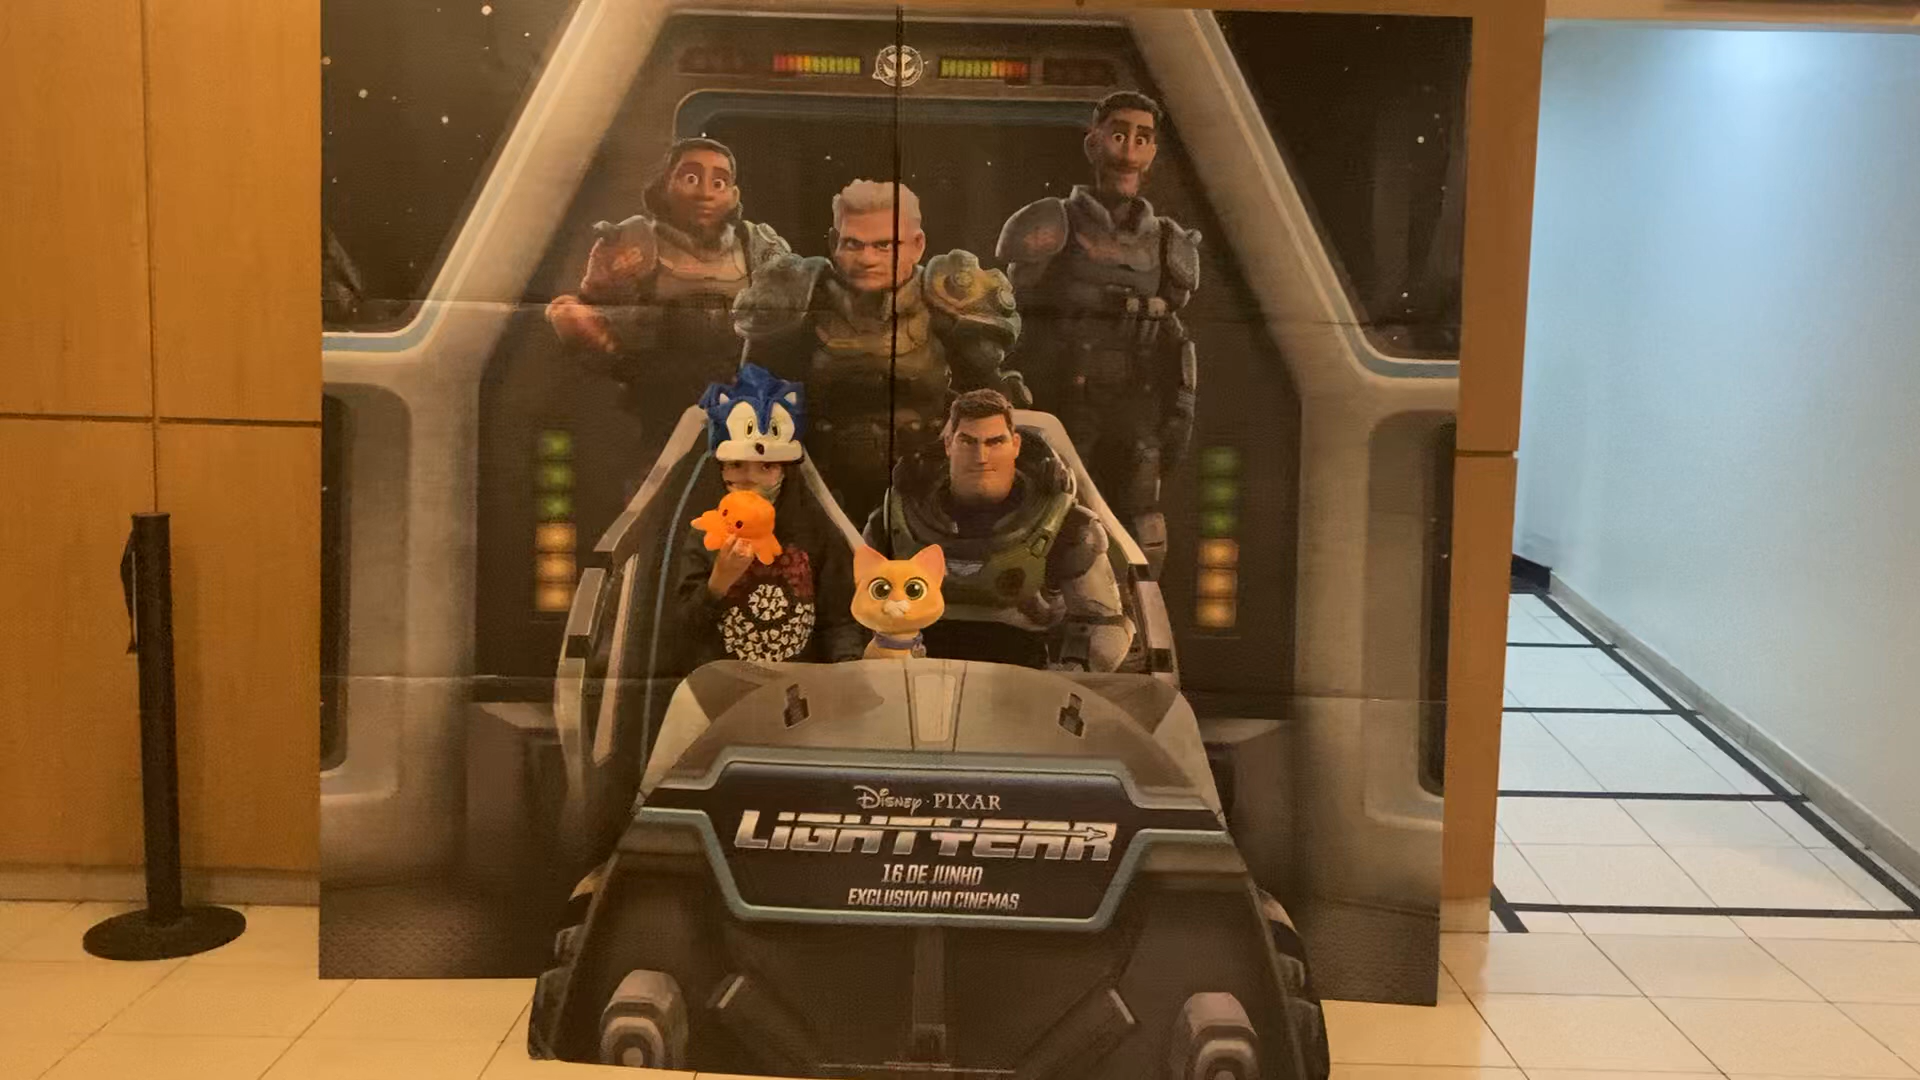 Disney · PIXAR
LIGHTYEAR
16 DE JUNHO
EXCLUSIVO NO CINEMAS